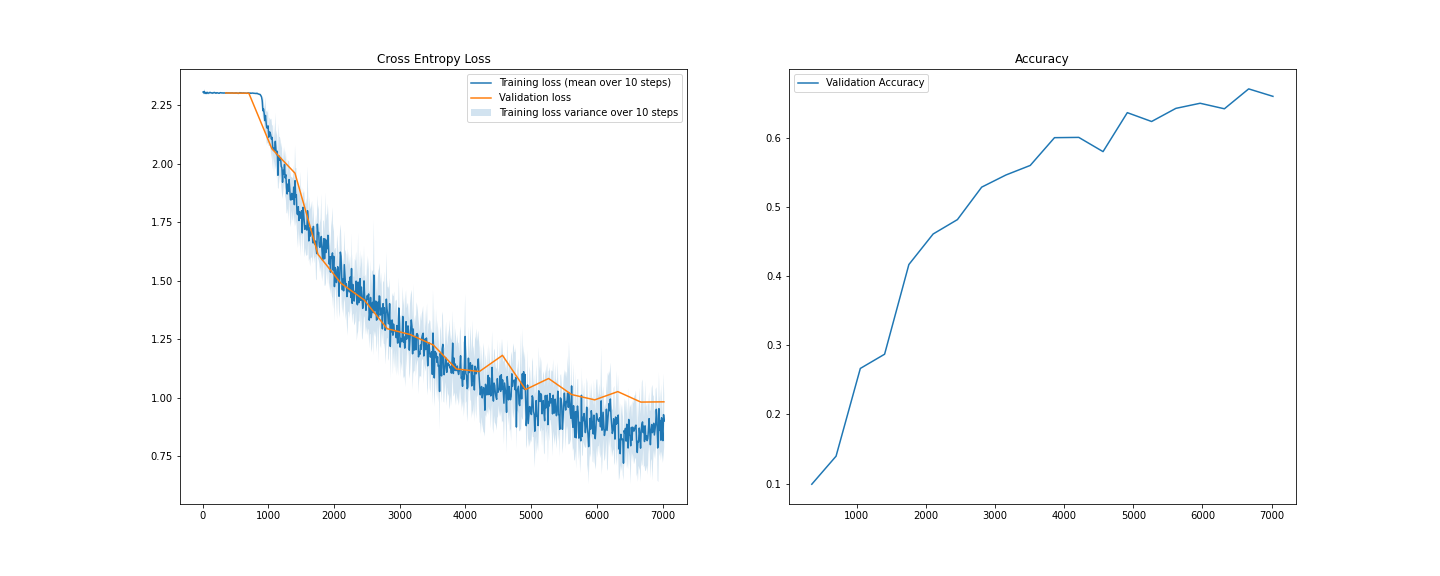 Cross Entropy Loss
Training loss (mean over 10 steps)
Validation loss
Training loss variance over 10 steps
2.25
2.00
1.75
1.50
1.25
1.00
0.75
0 1000 2000 3000 4000 5000 6000 7000
Accuracy
Validation Accuracy
0.6
0.5
0.4
0.3
0.2
0.1
1000 2000 3000 4000 5000 6000 7000